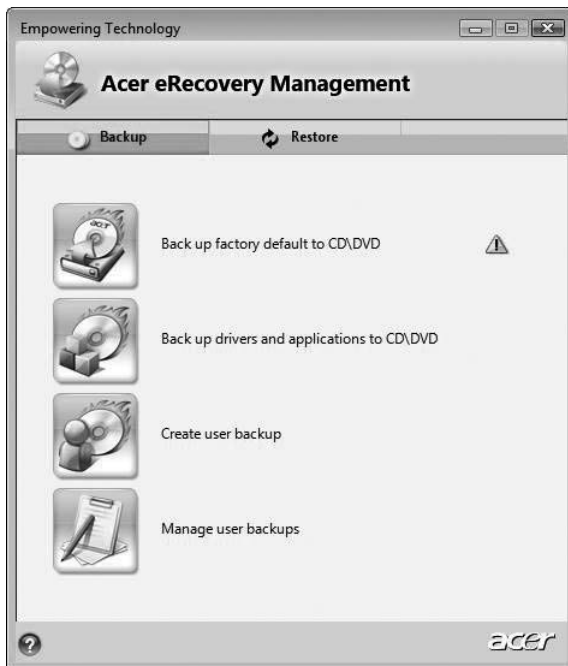 Empowering Technology
Acer eRecovery Management
Backup
Restore
Back up factory default to CD\DVD
Back up drivers and applications to CD\DVD
Create user backup
Manage user backups
acer